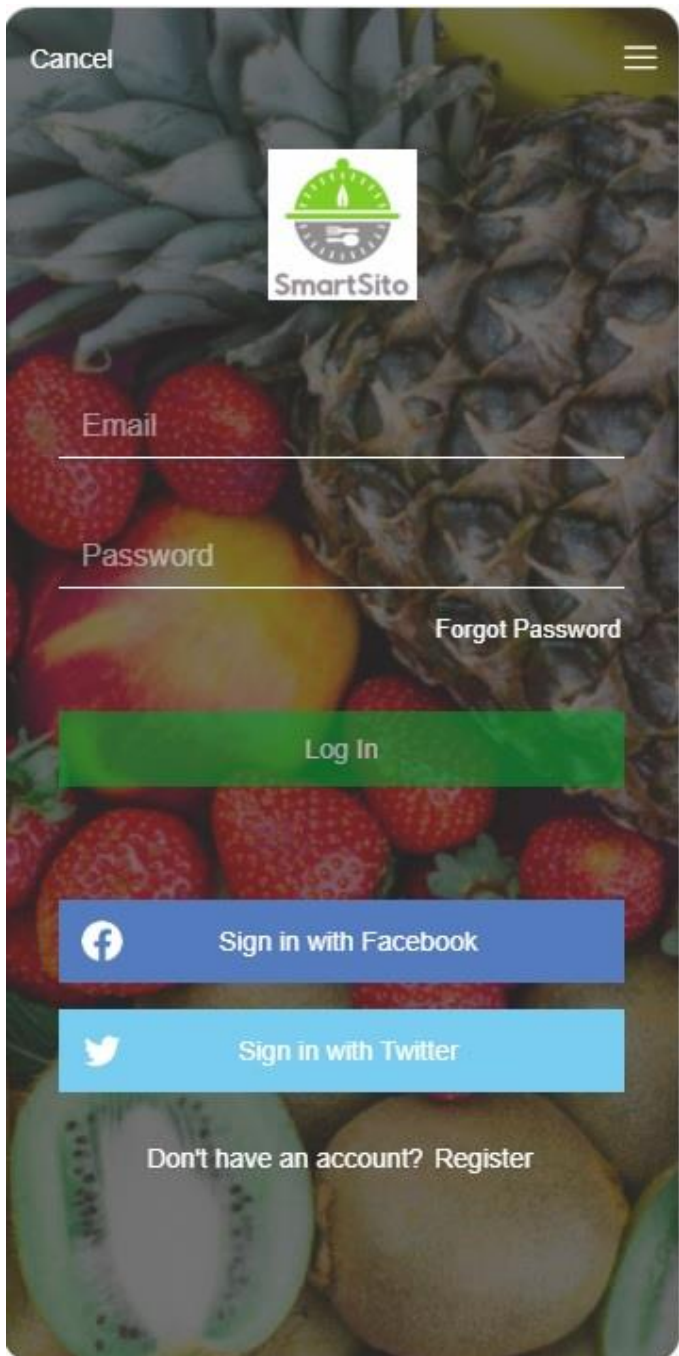 Cancel
SmartSito
Email
Password
Forgot Password
Log In
Sign in with Facebook
Sign in with Twitter
Don't have an account? Register